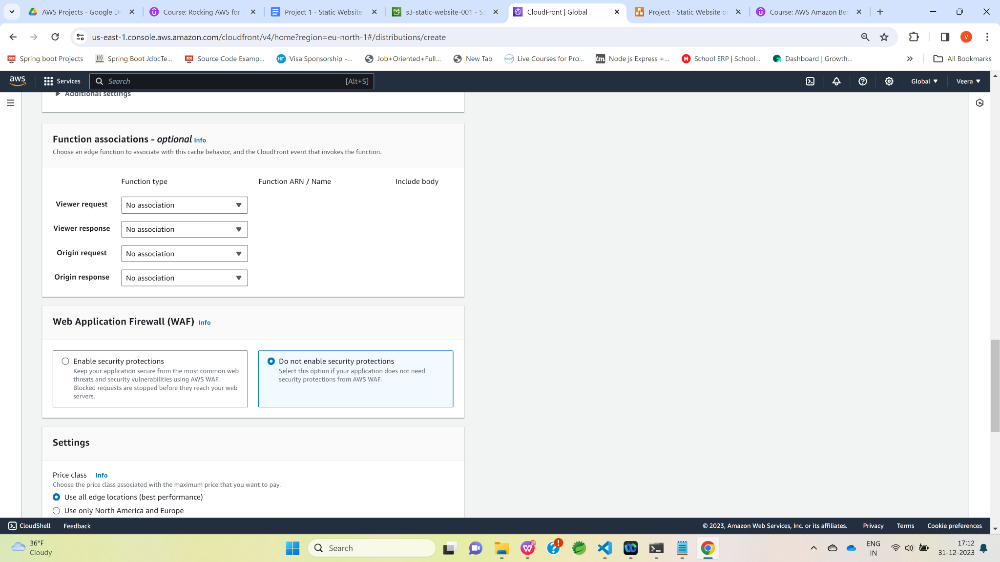 AWS Projects - Google Dr
Course: Rocking AWS for
Project 1 - Static Website
s3-static-website-001 - S3
CloudFront | Global
Project - Static Website on
Course: AWS Amazon Bec
us-east-1.console.aws.amazon.com/cloudfront/v4/home?region=eu-north-1#/distributions/create
V
Spring boot Projects
Spring Boot JdbcTe...
Source Code Examp...
Visa Sponsorship -...
Job+Oriented+Full...
New Tab
Live Courses for Pro...
tm Node js Express +...
M School ERP | School...
Dashboard | Growth...
All Bookmarks
aws
Services
Search
[Alt+S]
Global
Veera
Additional settings
Function associations - optional Info
Choose an edge function to associate with this cache behavior, and the CloudFront event that invokes the function.
Function type
Function ARN / Name
Include body
Viewer request
No association
Viewer response
No association
Origin request
No association
Origin response
No association
Web Application Firewall (WAF) Info
Enable security protections
Keep your application secure from the most common web
threats and security vulnerabilities using AWS WAF.
Blocked requests are stopped before they reach your web
servers.
Do not enable security protections
Select this option if your application does not need
security protections from AWS WAF.
Settings
Price class
Info
Choose the price class associated with the maximum price that you want to pay.
Use all edge locations (best performance)
Use only North America and Europe
CloudShell
Feedback
© 2023, Amazon Web Services, Inc. or its affiliates.
Privacy
Terms
Cookie preferences
36°F
Cloudy
Search
ENG
IN
17:12
31-12-2023